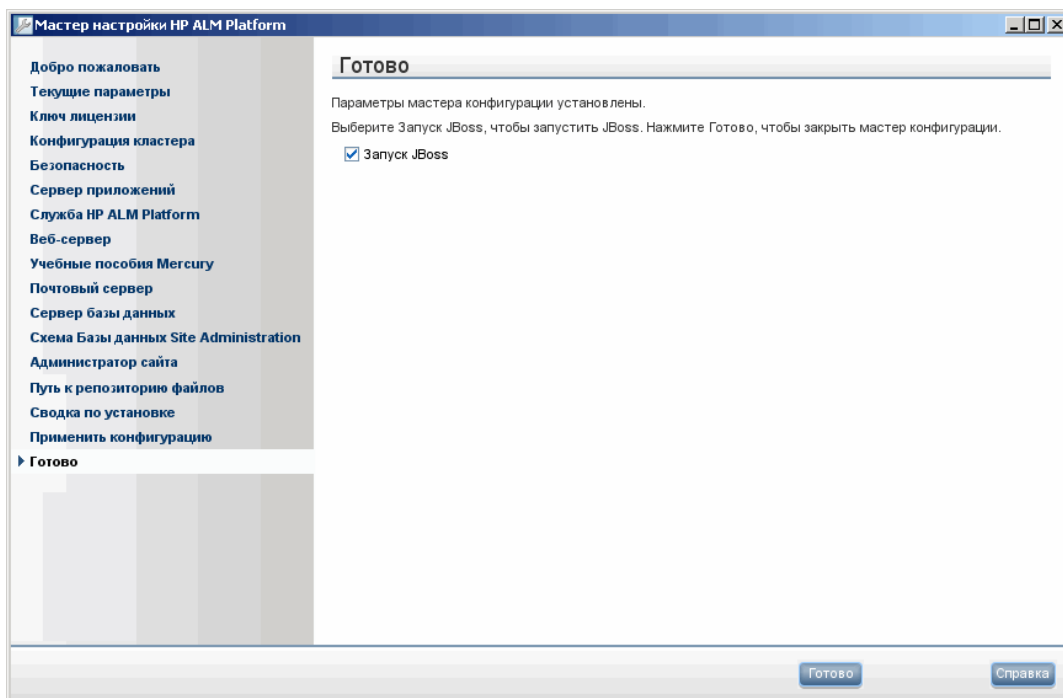 Мастер настройки HP ALM Platform
Добро пожаловать
Текущие параметры
Ключ лицензии
Конфигурация кластера
Безопасность
Сервер приложений
Служба HP ALM Platform
Веб-сервер
Учебные пособия Mercury
Почтовый сервер
Сервер базы данных
Схема Базы данных Site Administration
Администратор сайта
Путь к репозиторию файлов
Сводка по установке
Применить конфигурацию
Готово
Готово
Параметры мастера конфигурации установлены.
Выберите Запуск JBoss, чтобы запустить JBoss. Нажмите Готово, чтобы закрыть мастер конфигурации.
Запуск JBoss
Готово
Справка